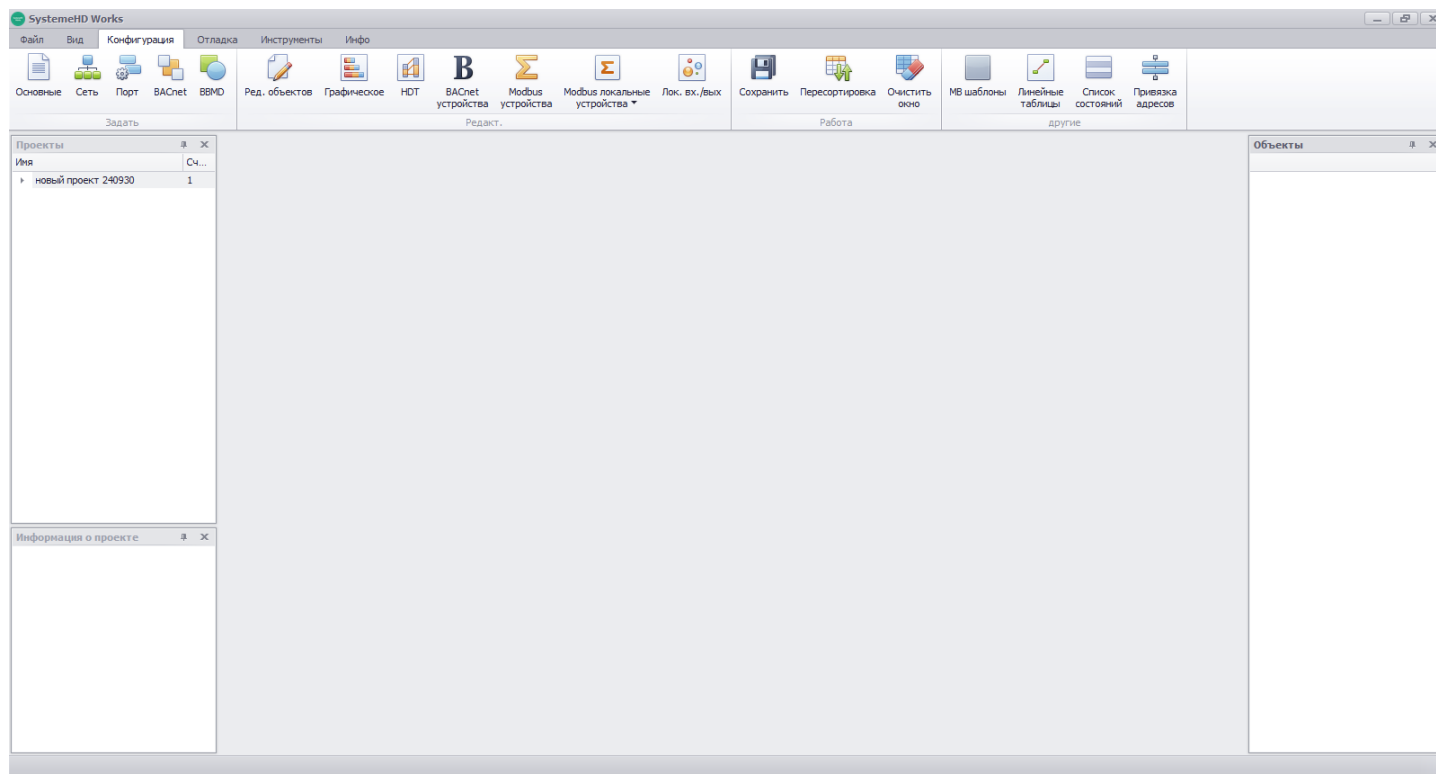 SystemeHD Works
Файл Вид Конфигурация Отладка Инструменты Инфо
Основные Сеть Порт BACnet BBMD Ред. объектов Графическое HDT BACnet устройства Modbus устройства Modbus локальные устройства Лок. вх./вых Сохранить Пересортировка Очистить окно МВ шаблоны Линейные таблицы Список состояний Привязка адресов
Задать Редакт. Работа другие
Проекты
Имя Сч...
новый проект 240930 1
Информация о проекте
Объекты